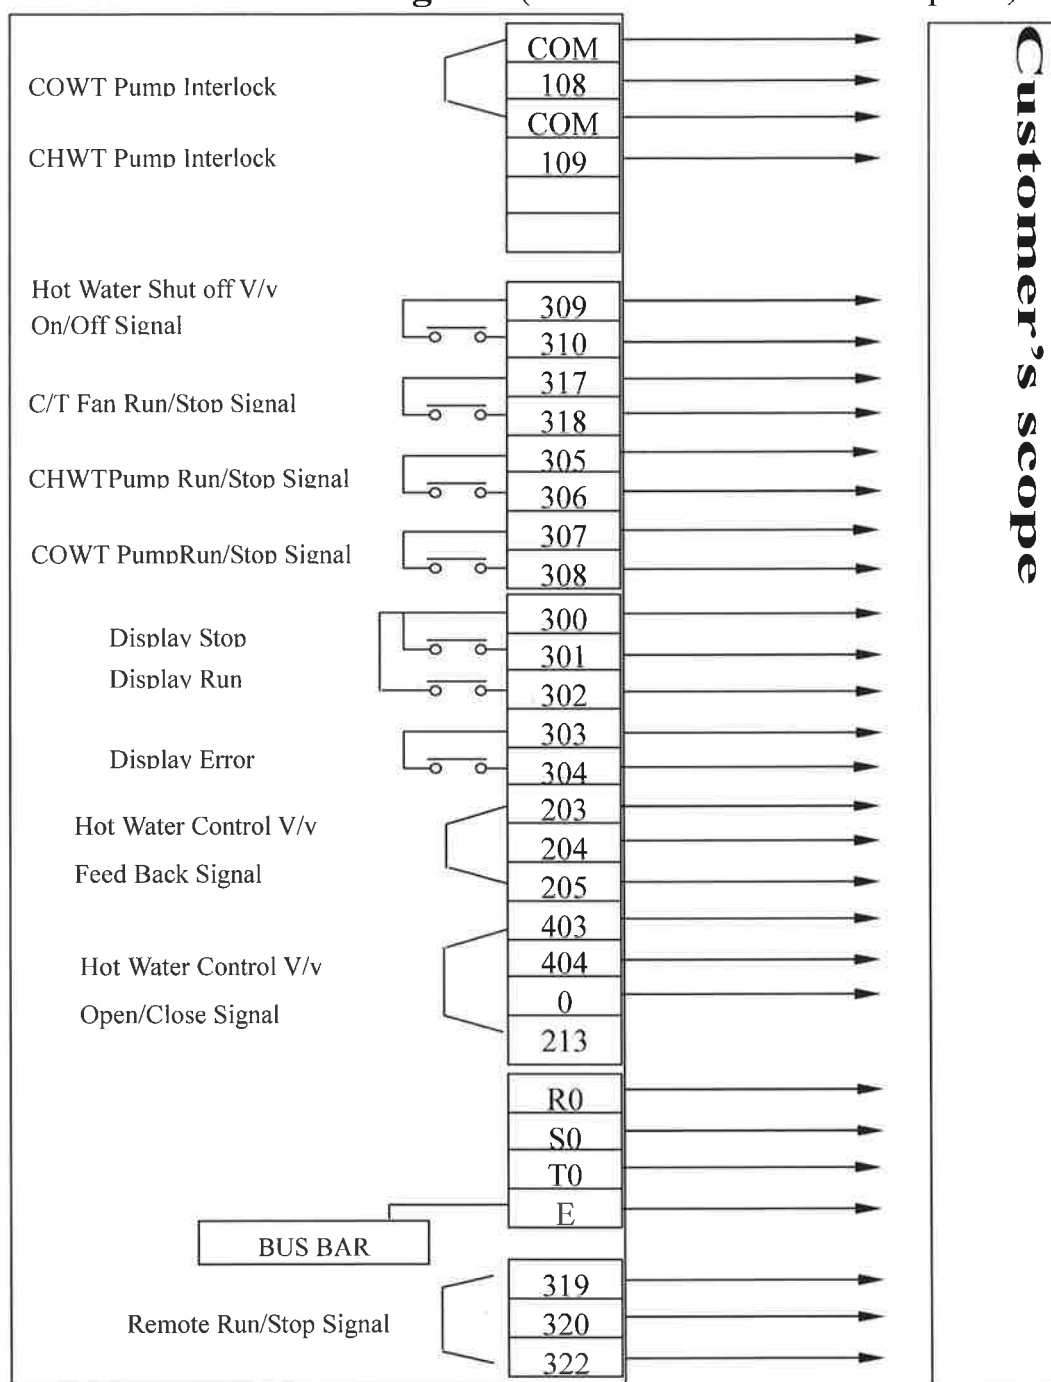 COM
COWT Pump Interlock
108
COM
CHWT Pump Interlock
109
Hot Water Shut off V/v
On/Off Signal
309
310
C/T Fan Run/Stop Signal
317
318
CHWTPump Run/Stop Signal
305
306
COWT PumpRun/Stop Signal
307
308
300
Display Stop
301
Display Run
302
303
Display Error
304
Hot Water Control V/v
Feed Back Signal
203
204
205
Hot Water Control V/v
Open/Close Signal
403
404
0
213
R0
S0
T0
E
BUS BAR
319
Remote Run/Stop Signal
320
322
Customer's scope